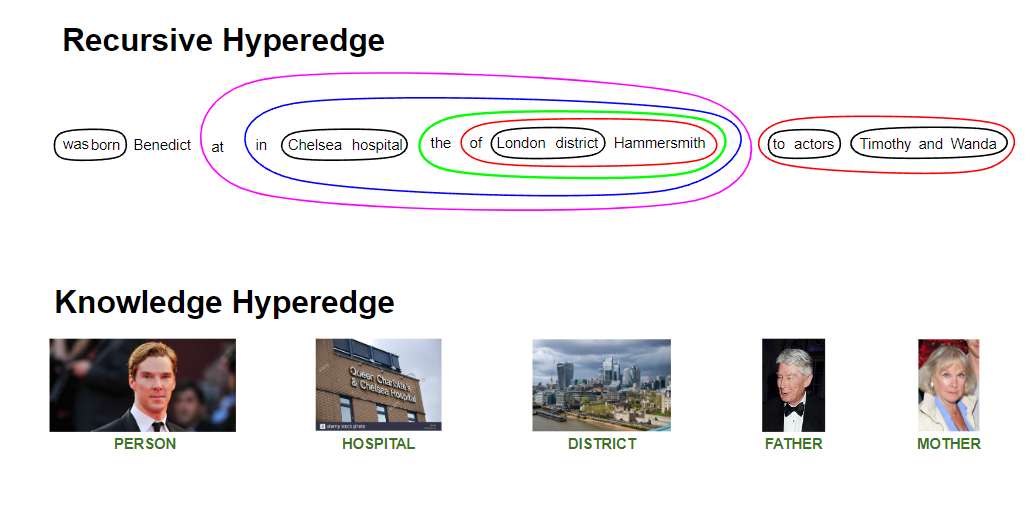 Recursive Hyperedge
was born Benedict at in Chelsea hospital the of London district Hammersmith to actors Timothy and Wanda
Knowledge Hyperedge
Queen Charlotte's
& Chelsea Hospital
alamy stock photo
PERSON HOSPITAL DISTRICT FATHER MOTHER